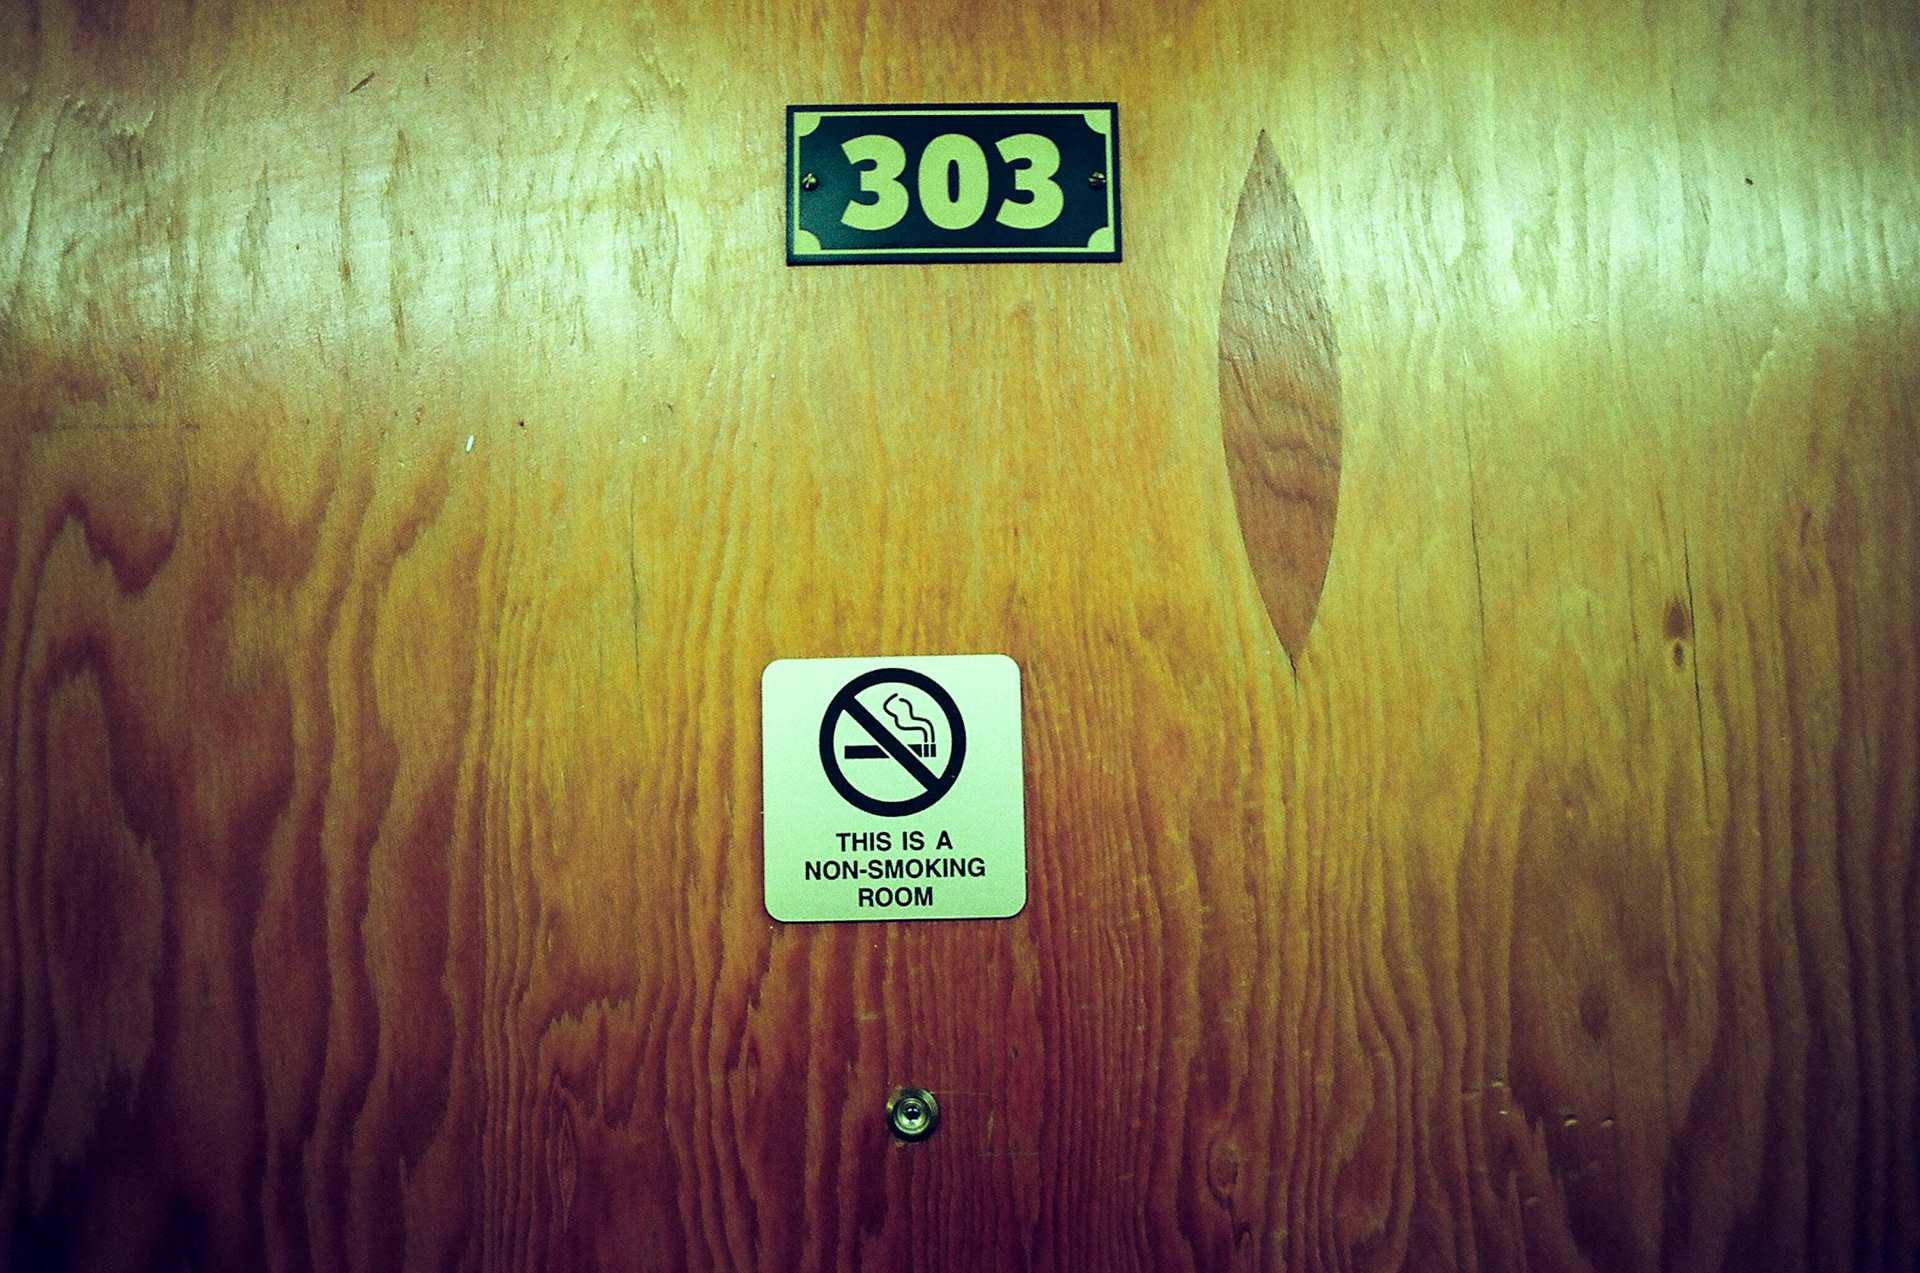 303
THIS IS A
NON-SMOKING
ROOM